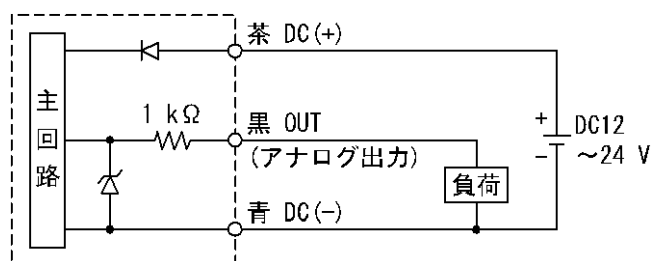 茶 DC(+)
主回路
1 kΩ
黒 OUT
(アナログ出力)
負荷
+
−
DC12
～24 V
青 DC(-)